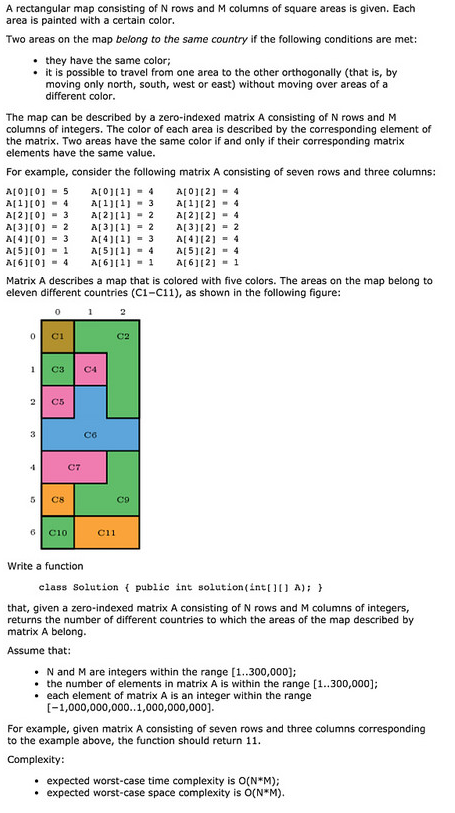 A rectangular map consisting of N rows and M columns of square areas is given. Each
area is painted with a certain color.
Two areas on the map belong to the same country if the following conditions are met:
• they have the same color;
• it is possible to travel from one area to the other orthogonally (that is, by
moving only north, south, west or east) without moving over areas of a
different color.
The map can be described by a zero-indexed matrix A consisting of N rows and M
columns of integers. The color of each area is described by the corresponding element of
the matrix. Two areas have the same color if and only if their corresponding matrix
elements have the same value.
For example, consider the following matrix A consisting of seven rows and three columns:
A[0][0] = 5 A[0][1] = 4 A[0][2] = 4
A[1][0] = 4 A[1][1] = 3 A[1][2] = 4
A[2][0] = 3 A[2][1] = 2 A[2][2] = 4
A[3][0] = 2 A[3][1] = 2 A[3][2] = 2
A[4][0] = 3 A[4][1] = 3 A[4][2] = 4
A[5][0] = 1 A[5][1] = 4 A[5][2] = 4
A[6][0] = 4 A[6][1] = 1 A[6][2] = 1
Matrix A describes a map that is colored with five colors. The areas on the map belong to
eleven different countries (C1−C11), as shown in the following figure:
0 1 2
0 C1 C2
1 C3 C4
2 C5
3 C6
4 C7
5 C8 C9
6 C10 C11
Write a function
class Solution { public int solution(int[][] A); }
that, given a zero-indexed matrix A consisting of N rows and M columns of integers,
returns the number of different countries to which the areas of the map described by
matrix A belong.
Assume that:
• N and M are integers within the range [1..300,000];
• the number of elements in matrix A is within the range [1..300,000];
• each element of matrix A is an integer within the range
[−1,000,000,000..1,000,000,000].
For example, given matrix A consisting of seven rows and three columns corresponding
to the example above, the function should return 11.
Complexity:
• expected worst-case time complexity is O(N*M);
• expected worst-case space complexity is O(N*M).